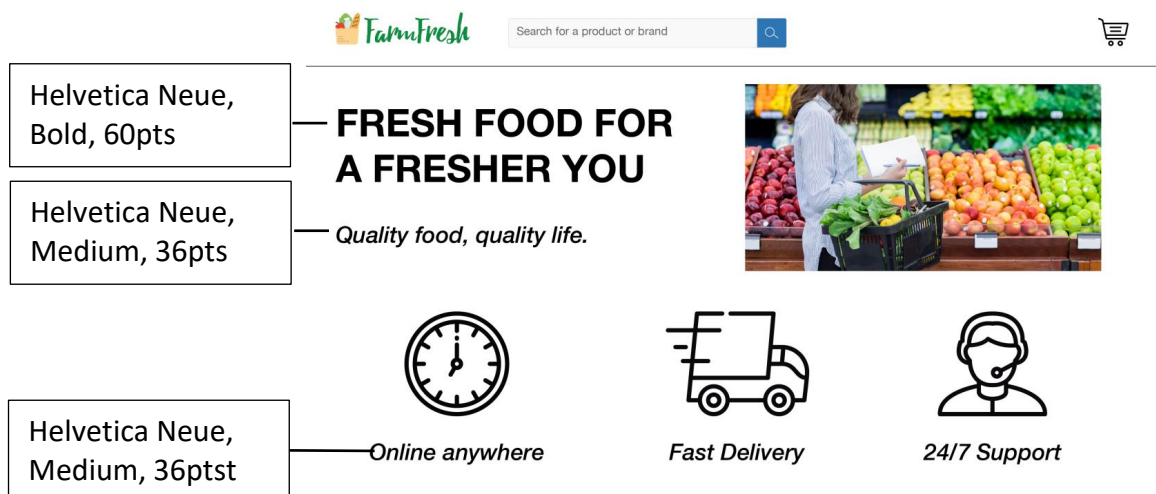 FarmFresh
Search for a product or brand
Helvetica Neue,
Bold, 60pts
FRESH FOOD FOR
A FRESHER YOU
Helvetica Neue,
Medium, 36pts
Quality food, quality life.
Helvetica Neue,
Medium, 36ptst
Online anywhere
Fast Delivery
24/7 Support